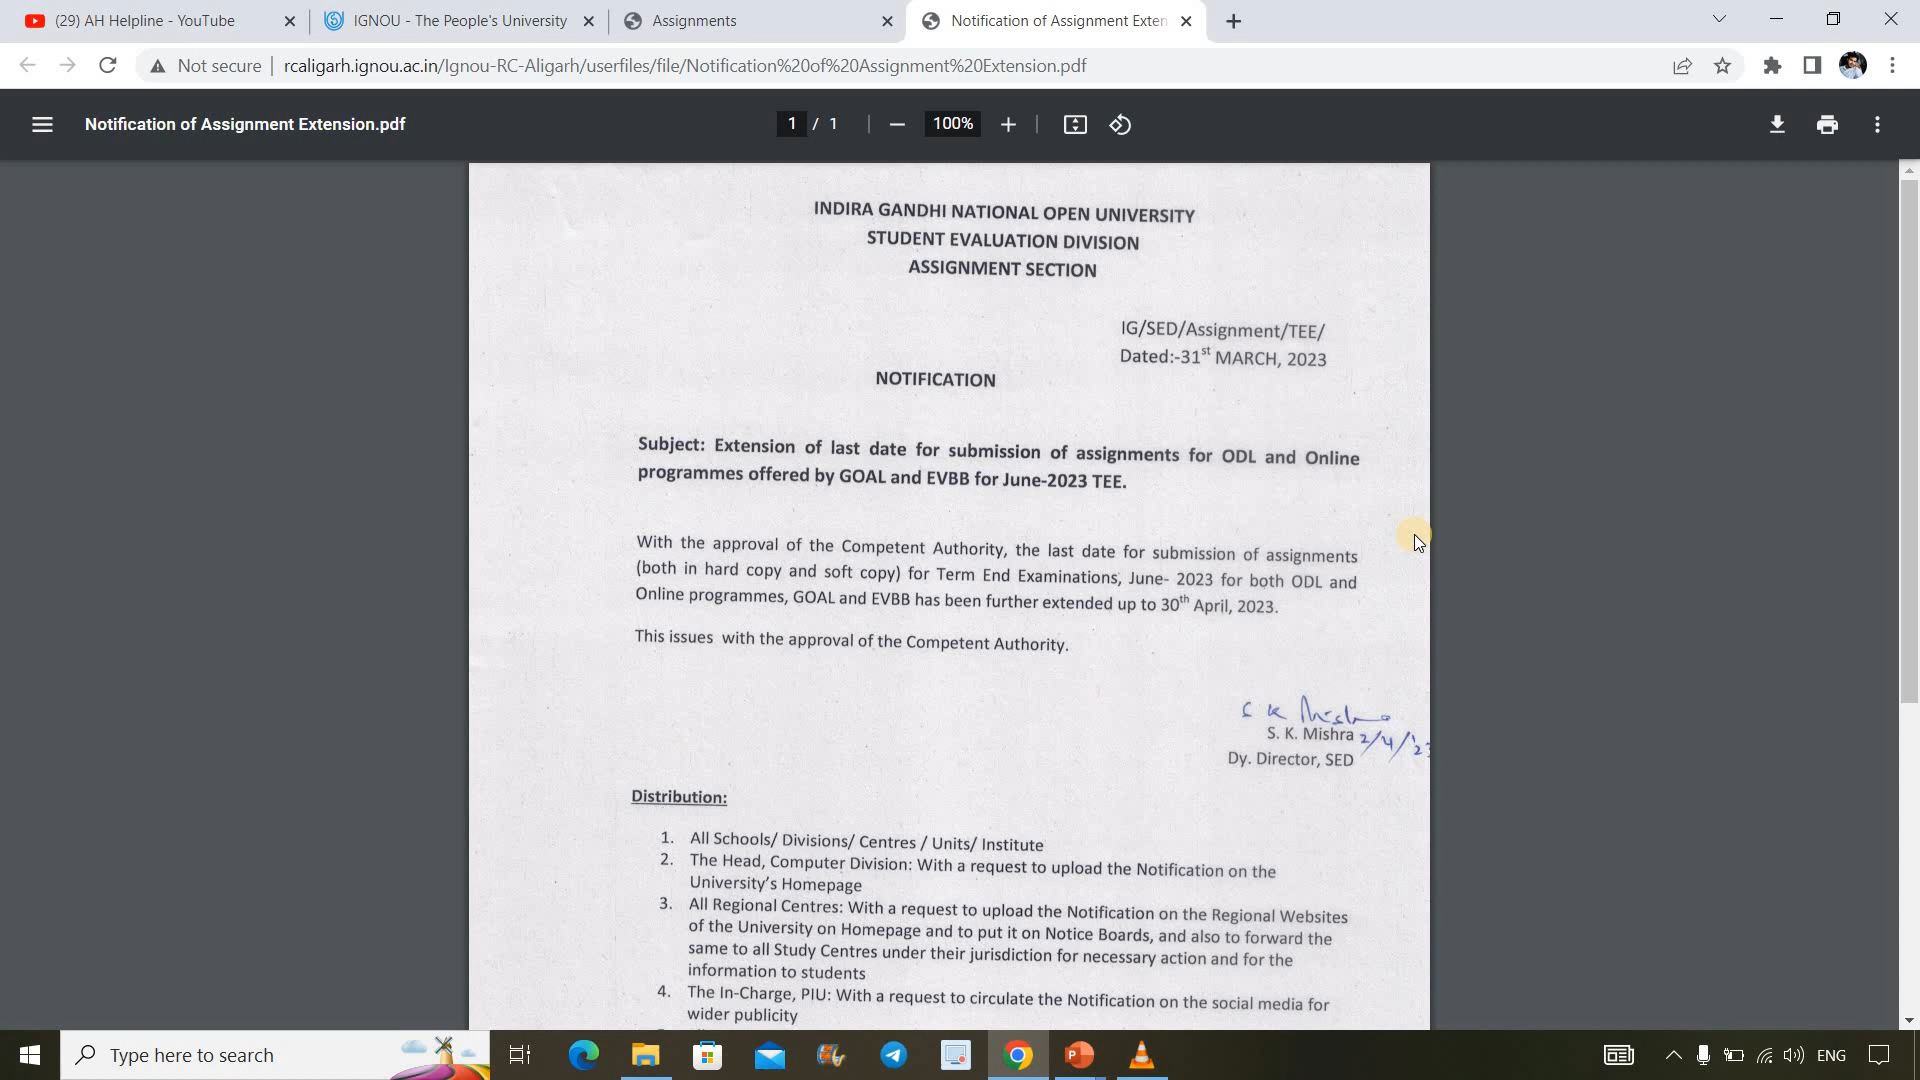 (29) AH Helpline - YouTube
IGNOU - The People's University
Assignments
Notification of Assignment Exten
Not secure
rcaligarh.ignou.ac.in/Ignou-RC-Aligarh/userfiles/file/Notification%20of%20Assignment%20Extension.pdf
Notification of Assignment Extension.pdf
1 / 1
100%
INDIRA GANDHI NATIONAL OPEN UNIVERSITY
STUDENT EVALUATION DIVISION
ASSIGNMENT SECTION
IG/SED/Assignment/TEE/
Dated:-31st MARCH, 2023
NOTIFICATION
Subject: Extension of last date for submission of assignments for ODL and Online
programmes offered by GOAL and EVBB for June-2023 TEE.
With the approval of the Competent Authority, the last date for submission of assignments
(both in hard copy and soft copy) for Term End Examinations, June- 2023 for both ODL and
Online programmes, GOAL and EVBB has been further extended up to 30th April, 2023.
This issues with the approval of the Competent Authority.
S K Mishra
S. K. Mishra 2/4/'23
Dy. Director, SED
Distribution:
1. All Schools/ Divisions/ Centres / Units/ Institute
2. The Head, Computer Division: With a request to upload the Notification on the
University's Homepage
3. All Regional Centres: With a request to upload the Notification on the Regional Websites
of the University on Homepage and to put it on Notice Boards, and also to forward the
same to all Study Centres under their jurisdiction for necessary action and for the
information to students
4. The In-Charge, PIU: With a request to circulate the Notification on the social media for
wider publicity
Type here to search
ENG